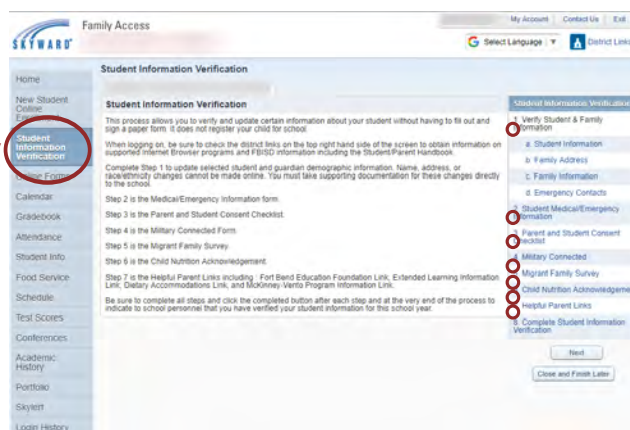 SKYWARD
Family Access
My Account Contact Us Exit
Select Language ▼ District Links
Home
New Student
Online
Student
Information
Verification
Online Forms
Calendar
Gradebook
Attendance
Student Info
Food Service
Schedule
Test Scores
Conferences
Academic
History
Portfolio
Skylert
Login History
Student Information Verification
Student Information Verification
This process allows you to verify and update certain information about your student without having to fill out and
sign a paper form. It does not register your child for school.
When logging on, be sure to check the district links on the top right hand side of the screen to obtain information on
supported Internet Browser programs and FBISD information including the Student/Parent Handbook.
Complete Step 1 to update selected student and guardian demographic information. Name, address, or
race/ethnicity changes cannot be made online. You must take supporting documentation for these changes directly
to the school.
Step 2 is the Medical/Emergency Information form.
Step 3 is the Parent and Student Consent Checklist.
Step 4 is the Military Connected Form.
Step 5 is the Migrant Family Survey.
Step 6 is the Child Nutrition Acknowledgement.
Step 7 is the Helpful Parent Links including : Fort Bend Education Foundation Link, Extended Learning Information
Link, Dietary Accommodations Link, and McKinney-Vento Program Information Link.
Be sure to complete all steps and click the completed button after each step and at the very end of the process to
indicate to school personnel that you have verified your student information for this school year.
Student Information Verification
1. Verify Student & Family
Information
a. Student Information
b. Family Address
c. Family Information
d. Emergency Contacts
2. Student Medical/Emergency
Information
3. Parent and Student Consent
Checklist
4. Military Connected
Migrant Family Survey
Child Nutrition Acknowledgeme
Helpful Parent Links
8. Complete Student Information
Verification
Next
Close and Finish Later